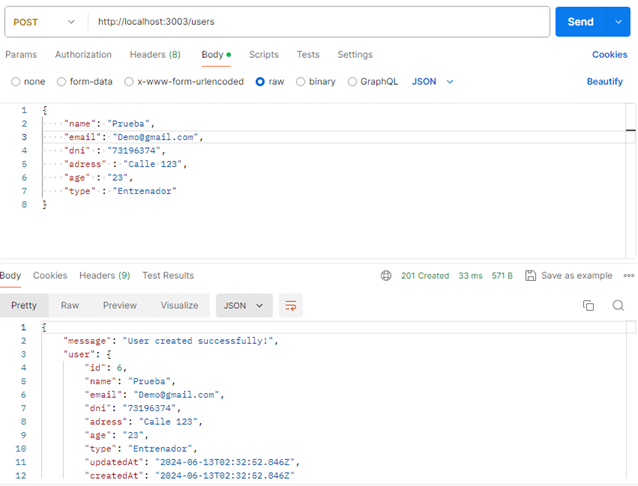 POST http://localhost:3003/users Send
Params Authorization Headers (8) Body Scripts Tests Settings Cookies
none form-data x-www-form-urlencoded raw binary GraphQL JSON Beautify
1 {
2 "name": "Prueba",
3 "email": "Demo@gmail.com",
4 "dni" : "73196374",
5 "adress" : "Calle 123",
6 "age" : "23",
7 "type" : "Entrenador"
8 }
Body Cookies Headers (9) Test Results 201 Created 33 ms 571 B Save as example
Pretty Raw Preview Visualize JSON
1 {
2 "message": "User created successfully!",
3 "user": {
4 "id": 6,
5 "name": "Prueba",
6 "email": "Demo@gmail.com",
7 "dni": "73196374",
8 "adress": "Calle 123",
9 "age": "23",
10 "type": "Entrenador",
11 "updatedAt": "2024-06-13T02:32:52.846Z",
12 "createdAt": "2024-06-13T02:32:52.846Z"